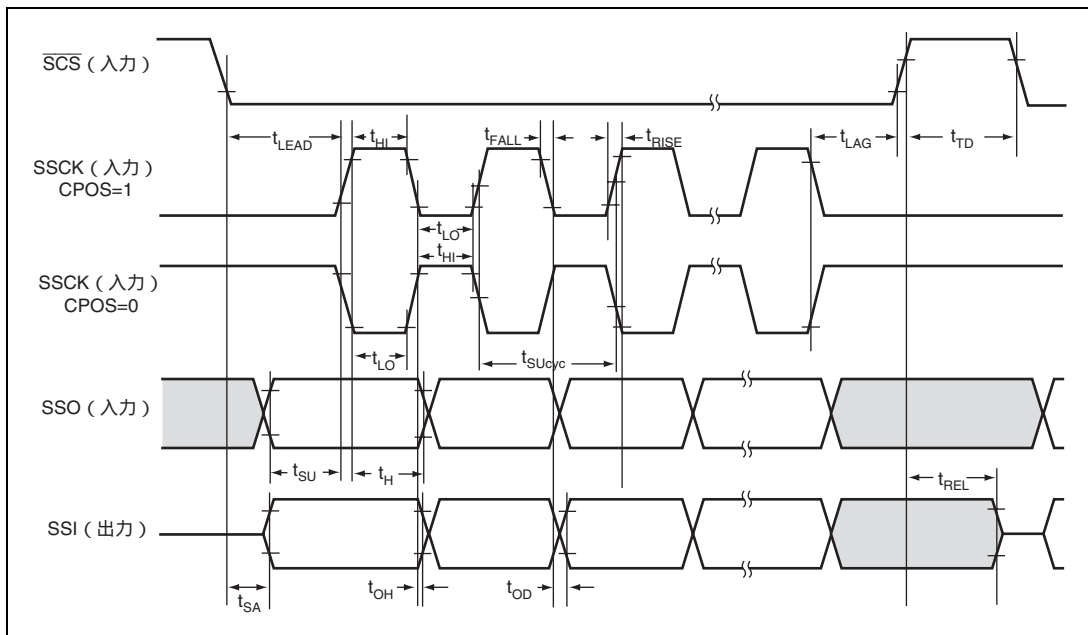 SCS（入力）
tLEAD
tHI
tFALL
tRISE
tLAG
tTD
SSCK（入力）
CPOS=1
tLO
tHI
SSCK（入力）
CPOS=0
tLO
tSUcyc
SSO（入力）
tSU
tH
tREL
SSI（出力）
tSA
tOH
tOD